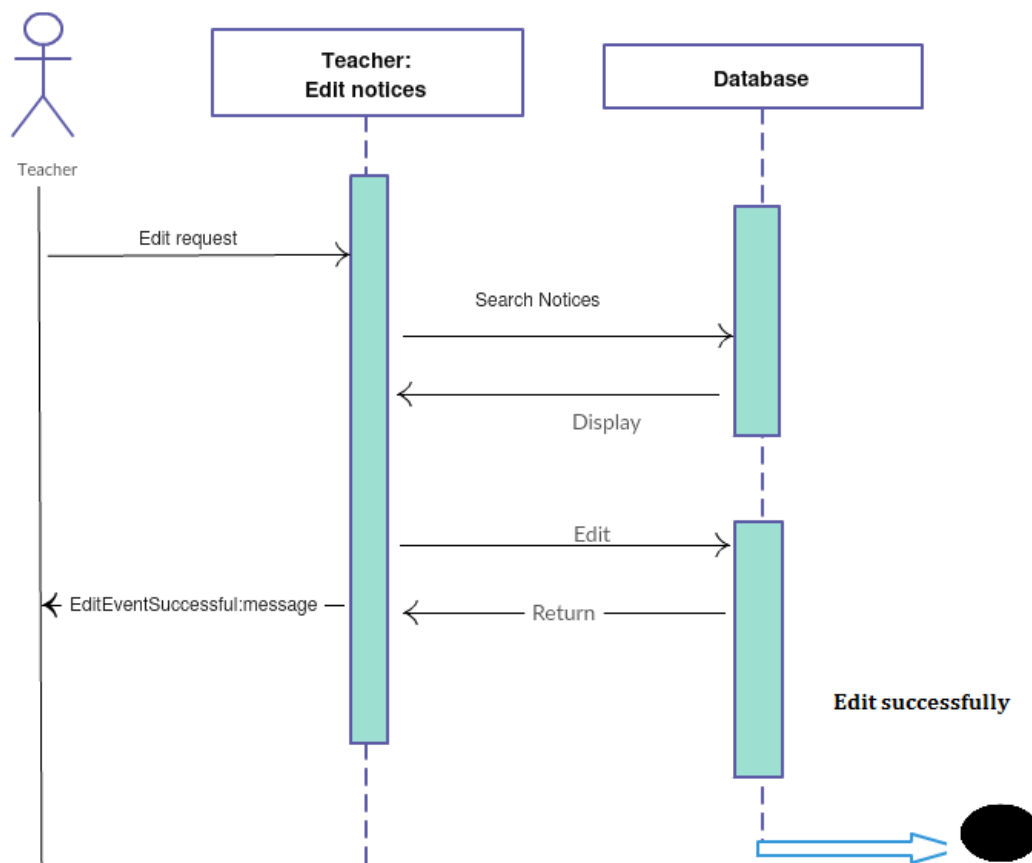 Teacher:
Edit notices
Database
Teacher
Edit request
Search Notices
Display
Edit
EditEventSuccessful:message
Return
Edit successfully